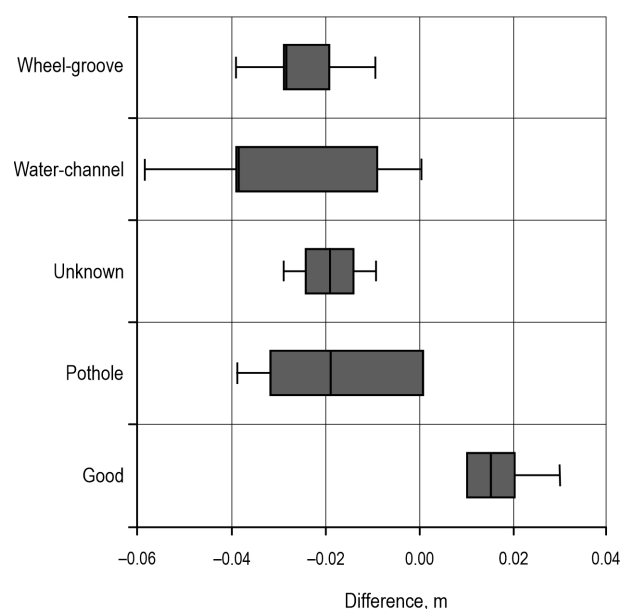 Wheel-groove
Water-channel
Unknown
Pothole
Good
–0.06 –0.04 –0.02 0.00 0.02 0.04
Difference, m